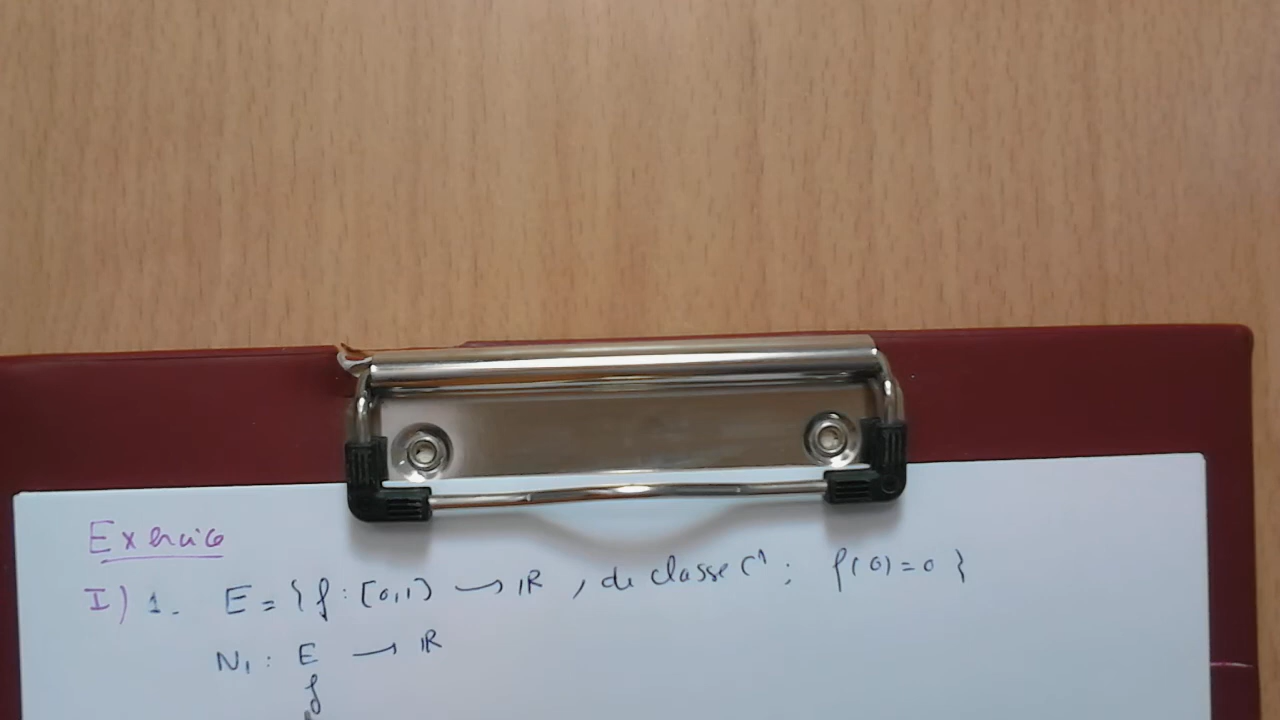 Exercice
I) 1. E = { f : [0,1] → ℝ , de classe C¹ ; f(0) = 0 }
N₁ : E → ℝ
f